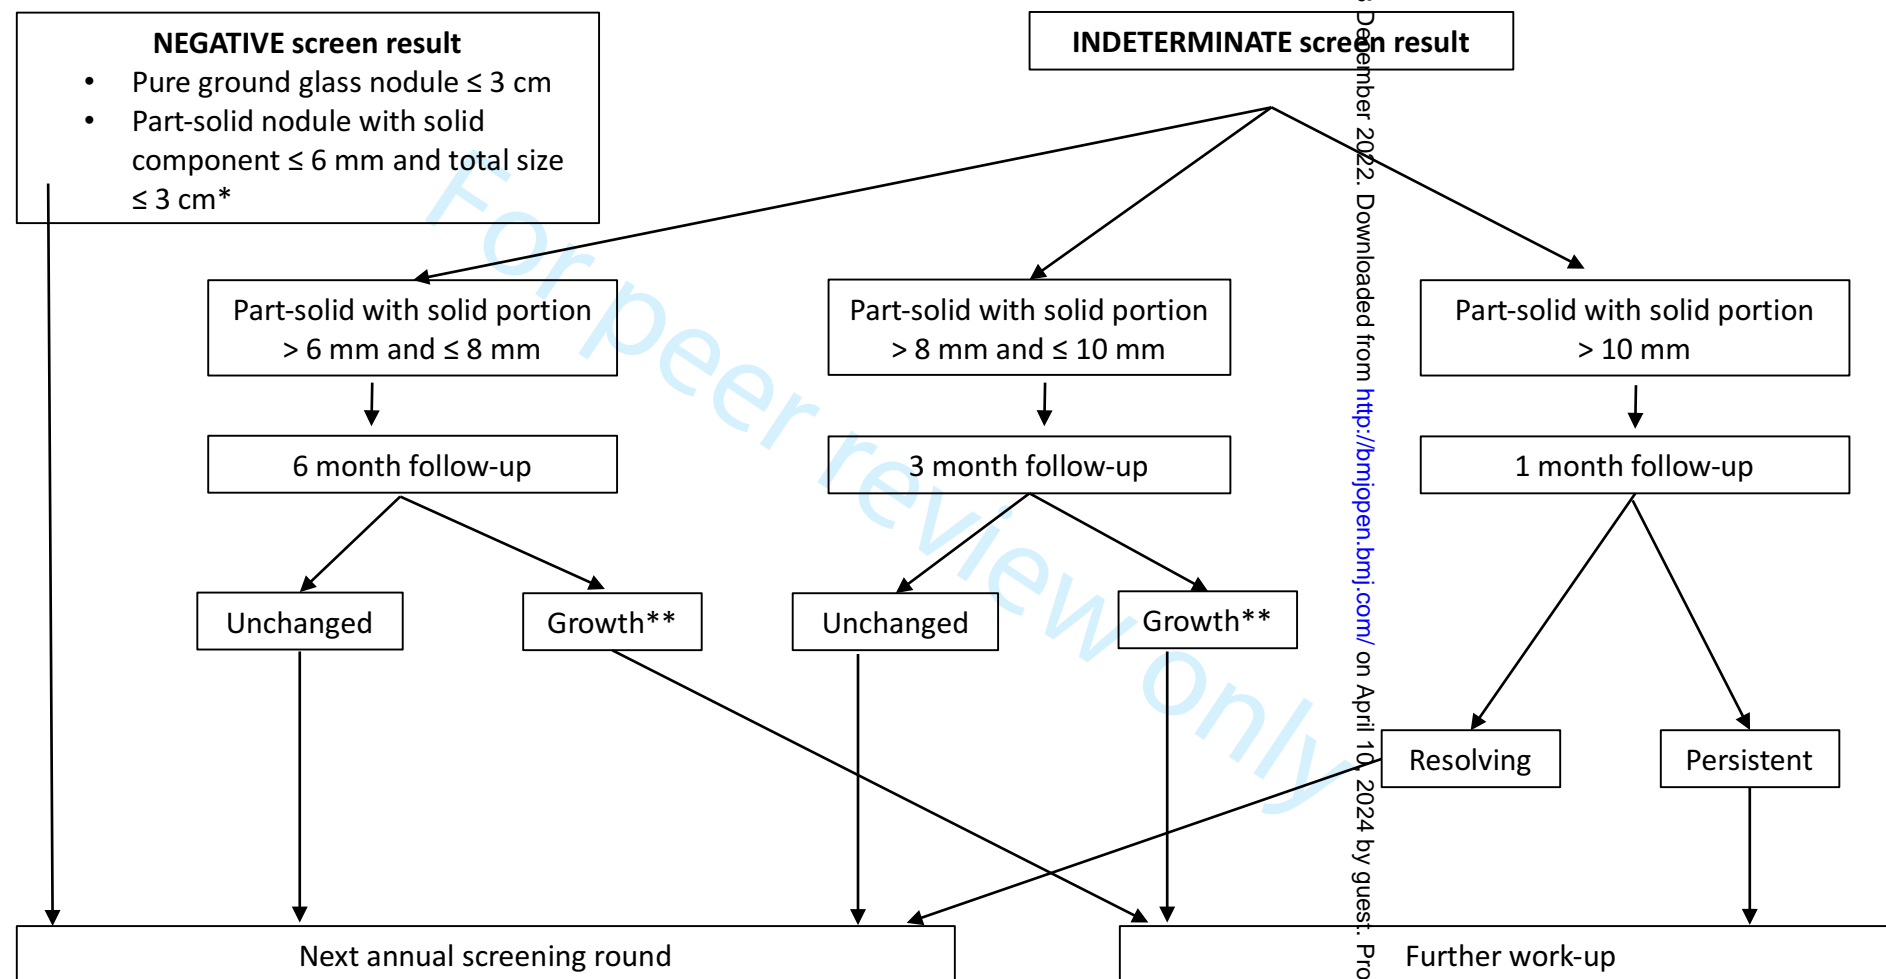 NEGATIVE screen result
• Pure ground glass nodule ≤ 3 cm
• Part-solid nodule with solid
component ≤ 6 mm and total size
≤ 3 cm*
INDETERMINATE screen result
Part-solid with solid portion
> 6 mm and ≤ 8 mm
Part-solid with solid portion
> 8 mm and ≤ 10 mm
Part-solid with solid portion
> 10 mm
6 month follow-up
3 month follow-up
1 month follow-up
Unchanged
Growth**
Unchanged
Growth**
Resolving
Persistent
Next annual screening round
Further work-up
For peer review only
December 2022. Downloaded from http://bmjopen.bmj.com/ on April 10, 2024 by guest. Pro